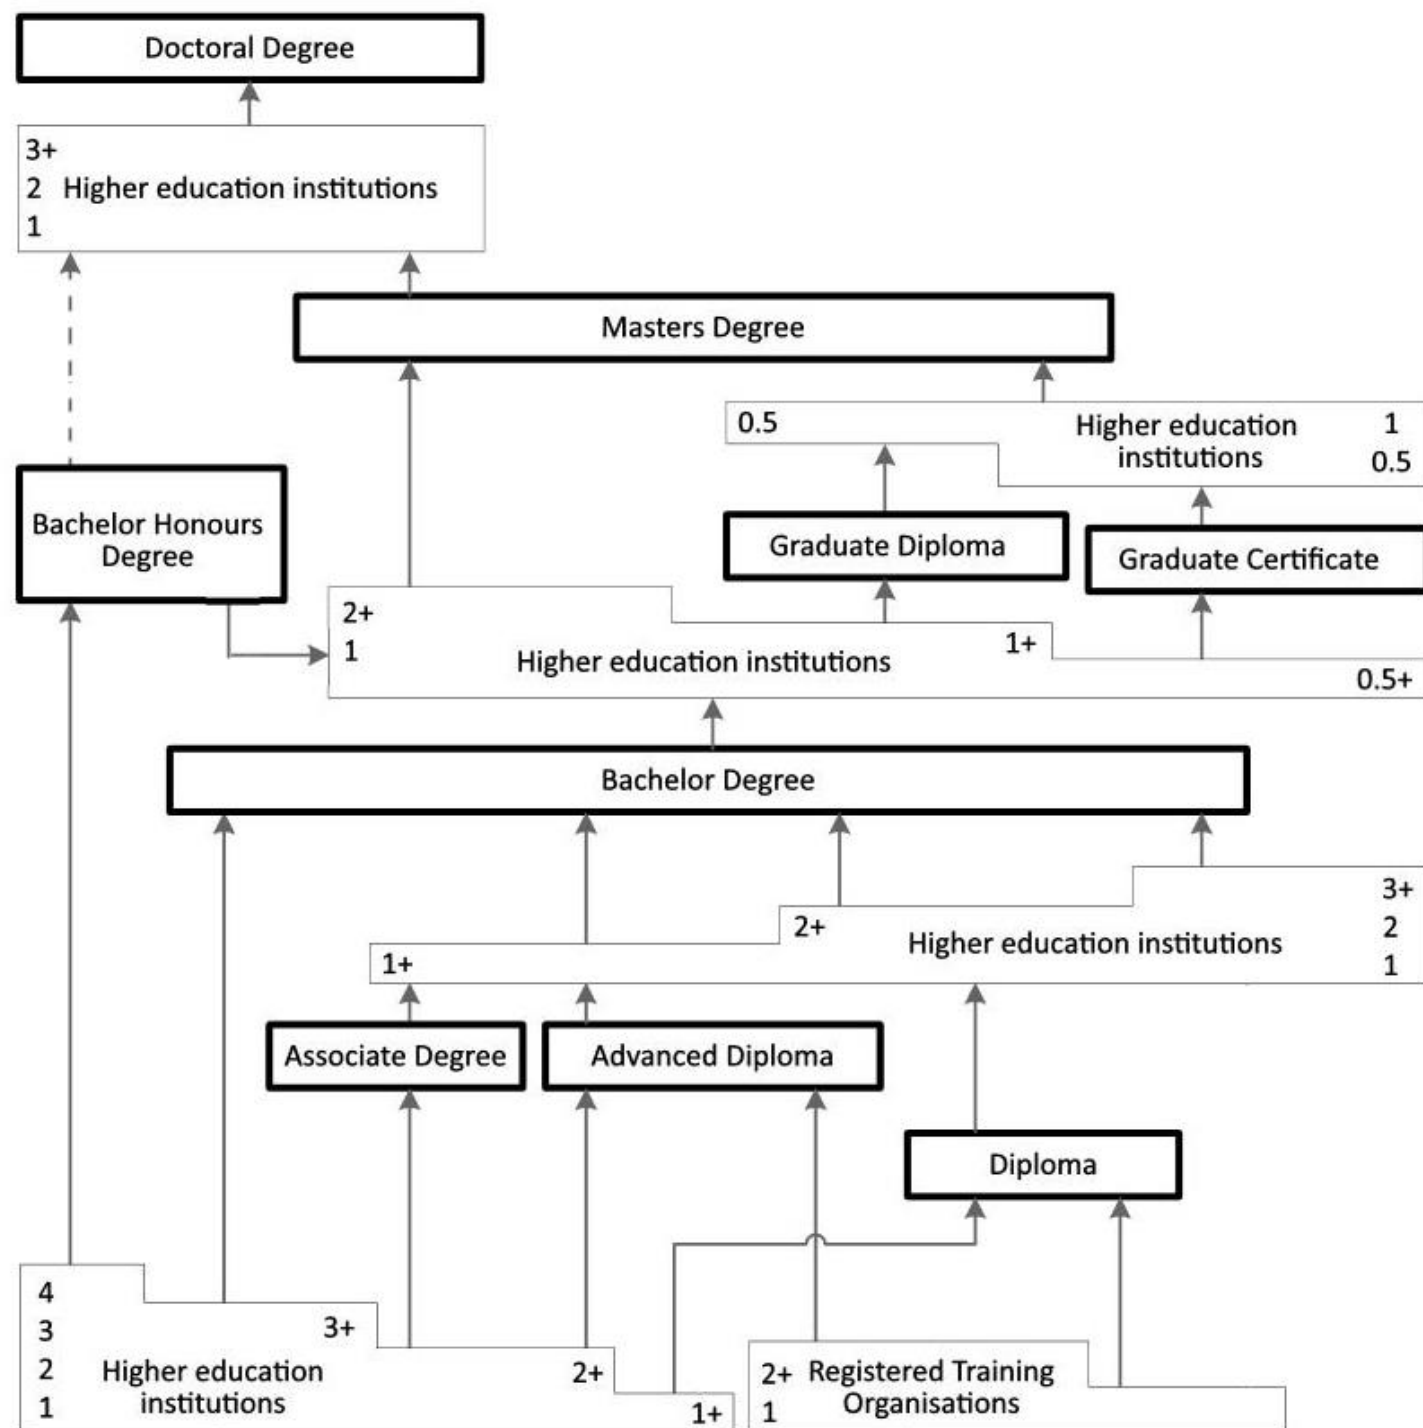 Doctoral Degree
3+
2 Higher education institutions
1
Masters Degree
0.5
Higher education
institutions
1
0.5
Bachelor Honours
Degree
Graduate Diploma
Graduate Certificate
2+
1
Higher education institutions
1+
0.5+
Bachelor Degree
3+
2+
Higher education institutions
2
1+
1
Associate Degree
Advanced Diploma
Diploma
4
3
2
1
3+
Higher education
institutions
2+
1+
2+ Registered Training
Organisations
1